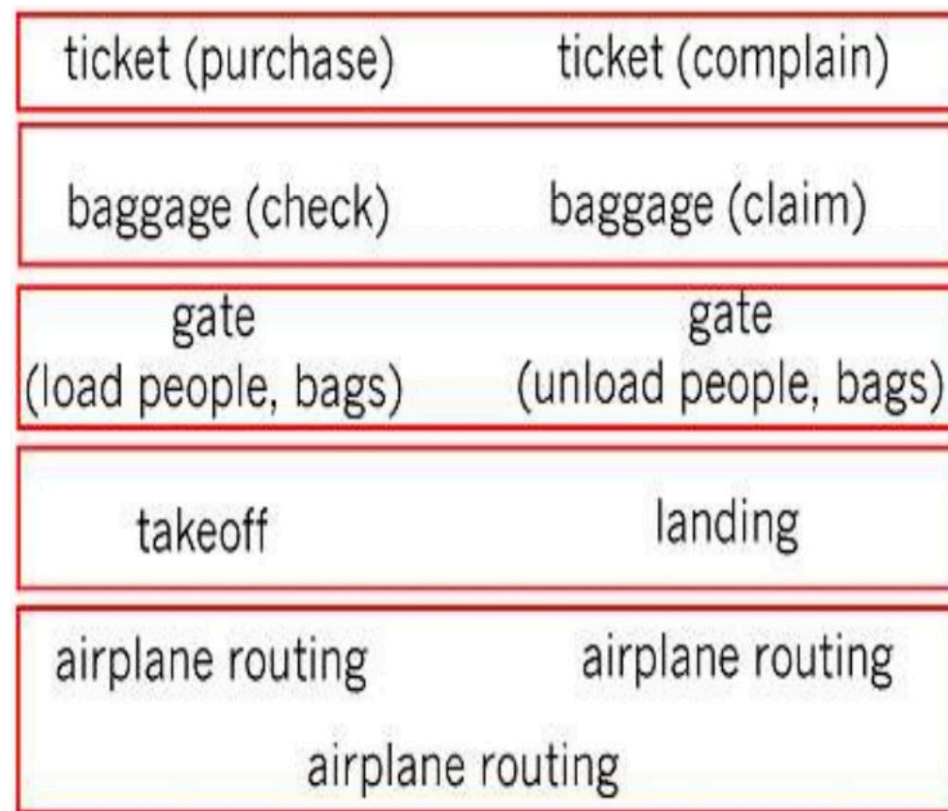 ticket (purchase) ticket (complain)
baggage (check) baggage (claim)
gate gate
(load people, bags) (unload people, bags)
takeoff landing
airplane routing airplane routing
airplane routing